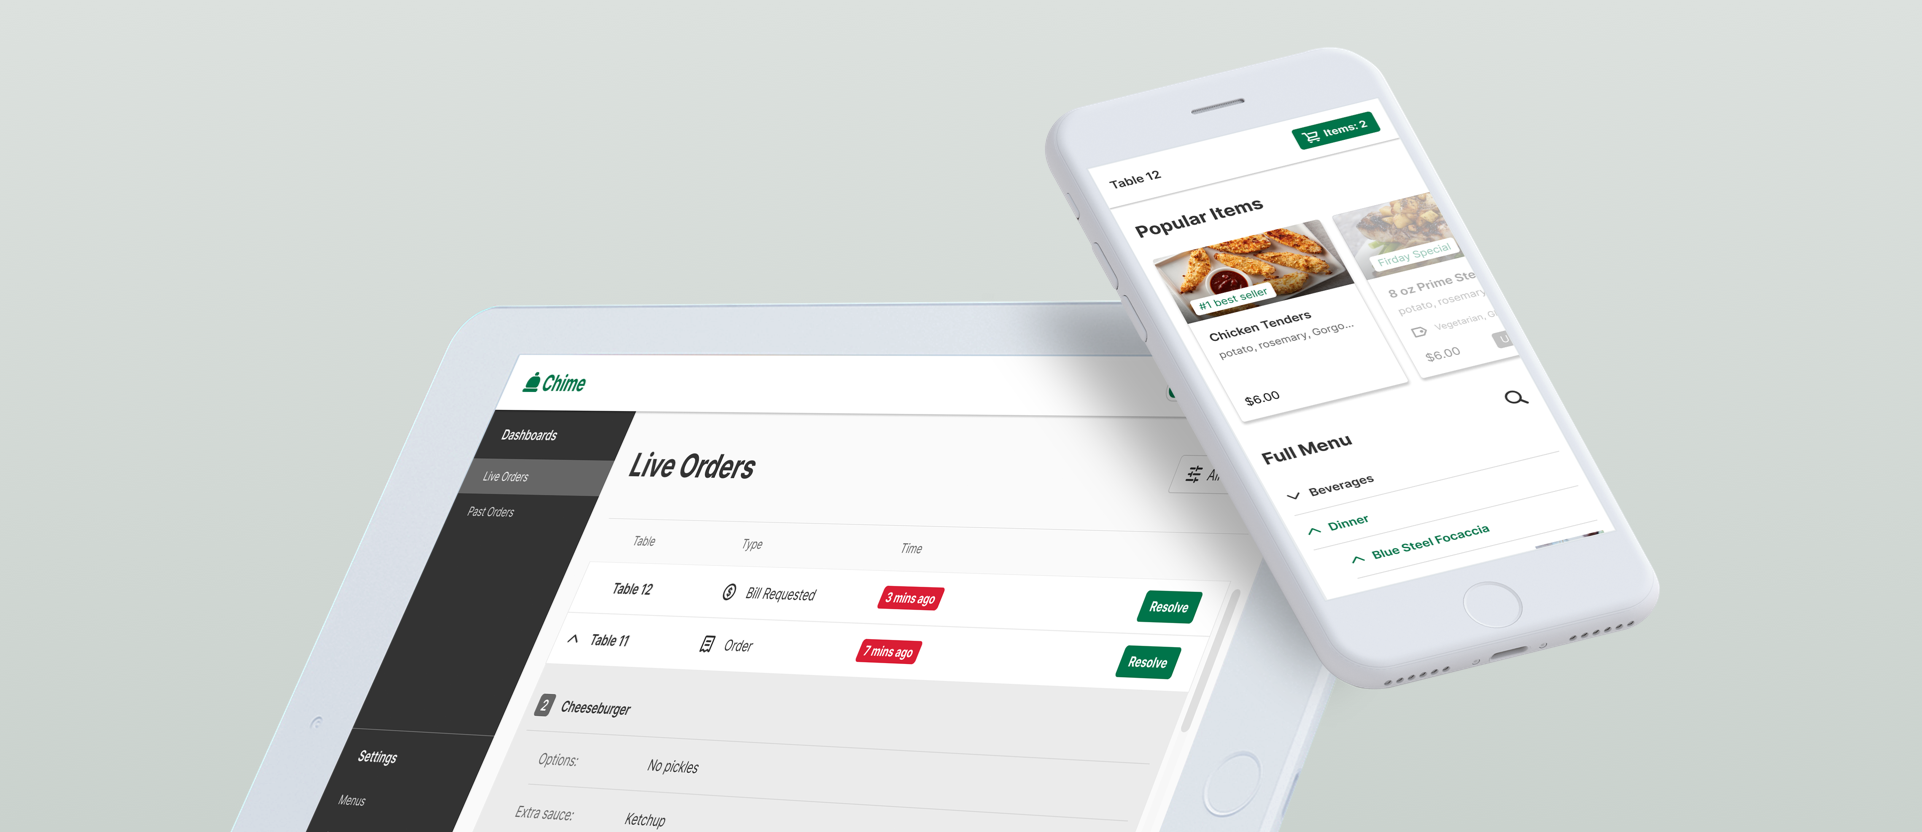 Items: 2
Table 12
Popular Items
#1 best seller
Firday Special
Chicken Tenders
potato, rosemary, Gorgo...
$6.00
8 oz Prime Ste
potato, rosemary
Vegetarian, G
$6.00
Full Menu
Beverages
Dinner
Blue Steel Focaccia
Chime
Dashboards
Live Orders
Past Orders
Settings
Menus
Live Orders
Table Type Time
Table 12 Bill Requested 3 mins ago Resolve
Table 11 Order 7 mins ago Resolve
2 Cheeseburger
Options: No pickles
Extra sauce: Ketchup